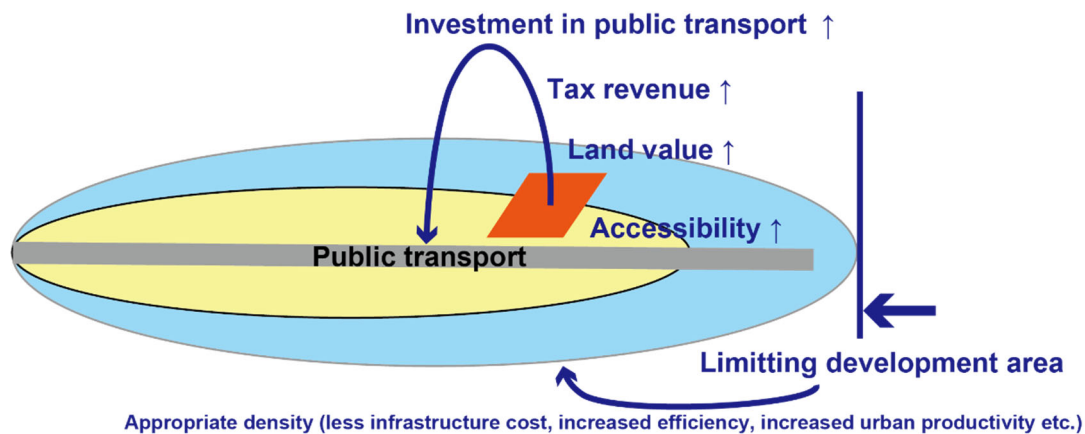 Investment in public transport ↑
Tax revenue ↑
Land value ↑
Accessibility ↑
Public transport
Limitting development area
Appropriate density (less infrastructure cost, increased efficiency, increased urban productivity etc.)